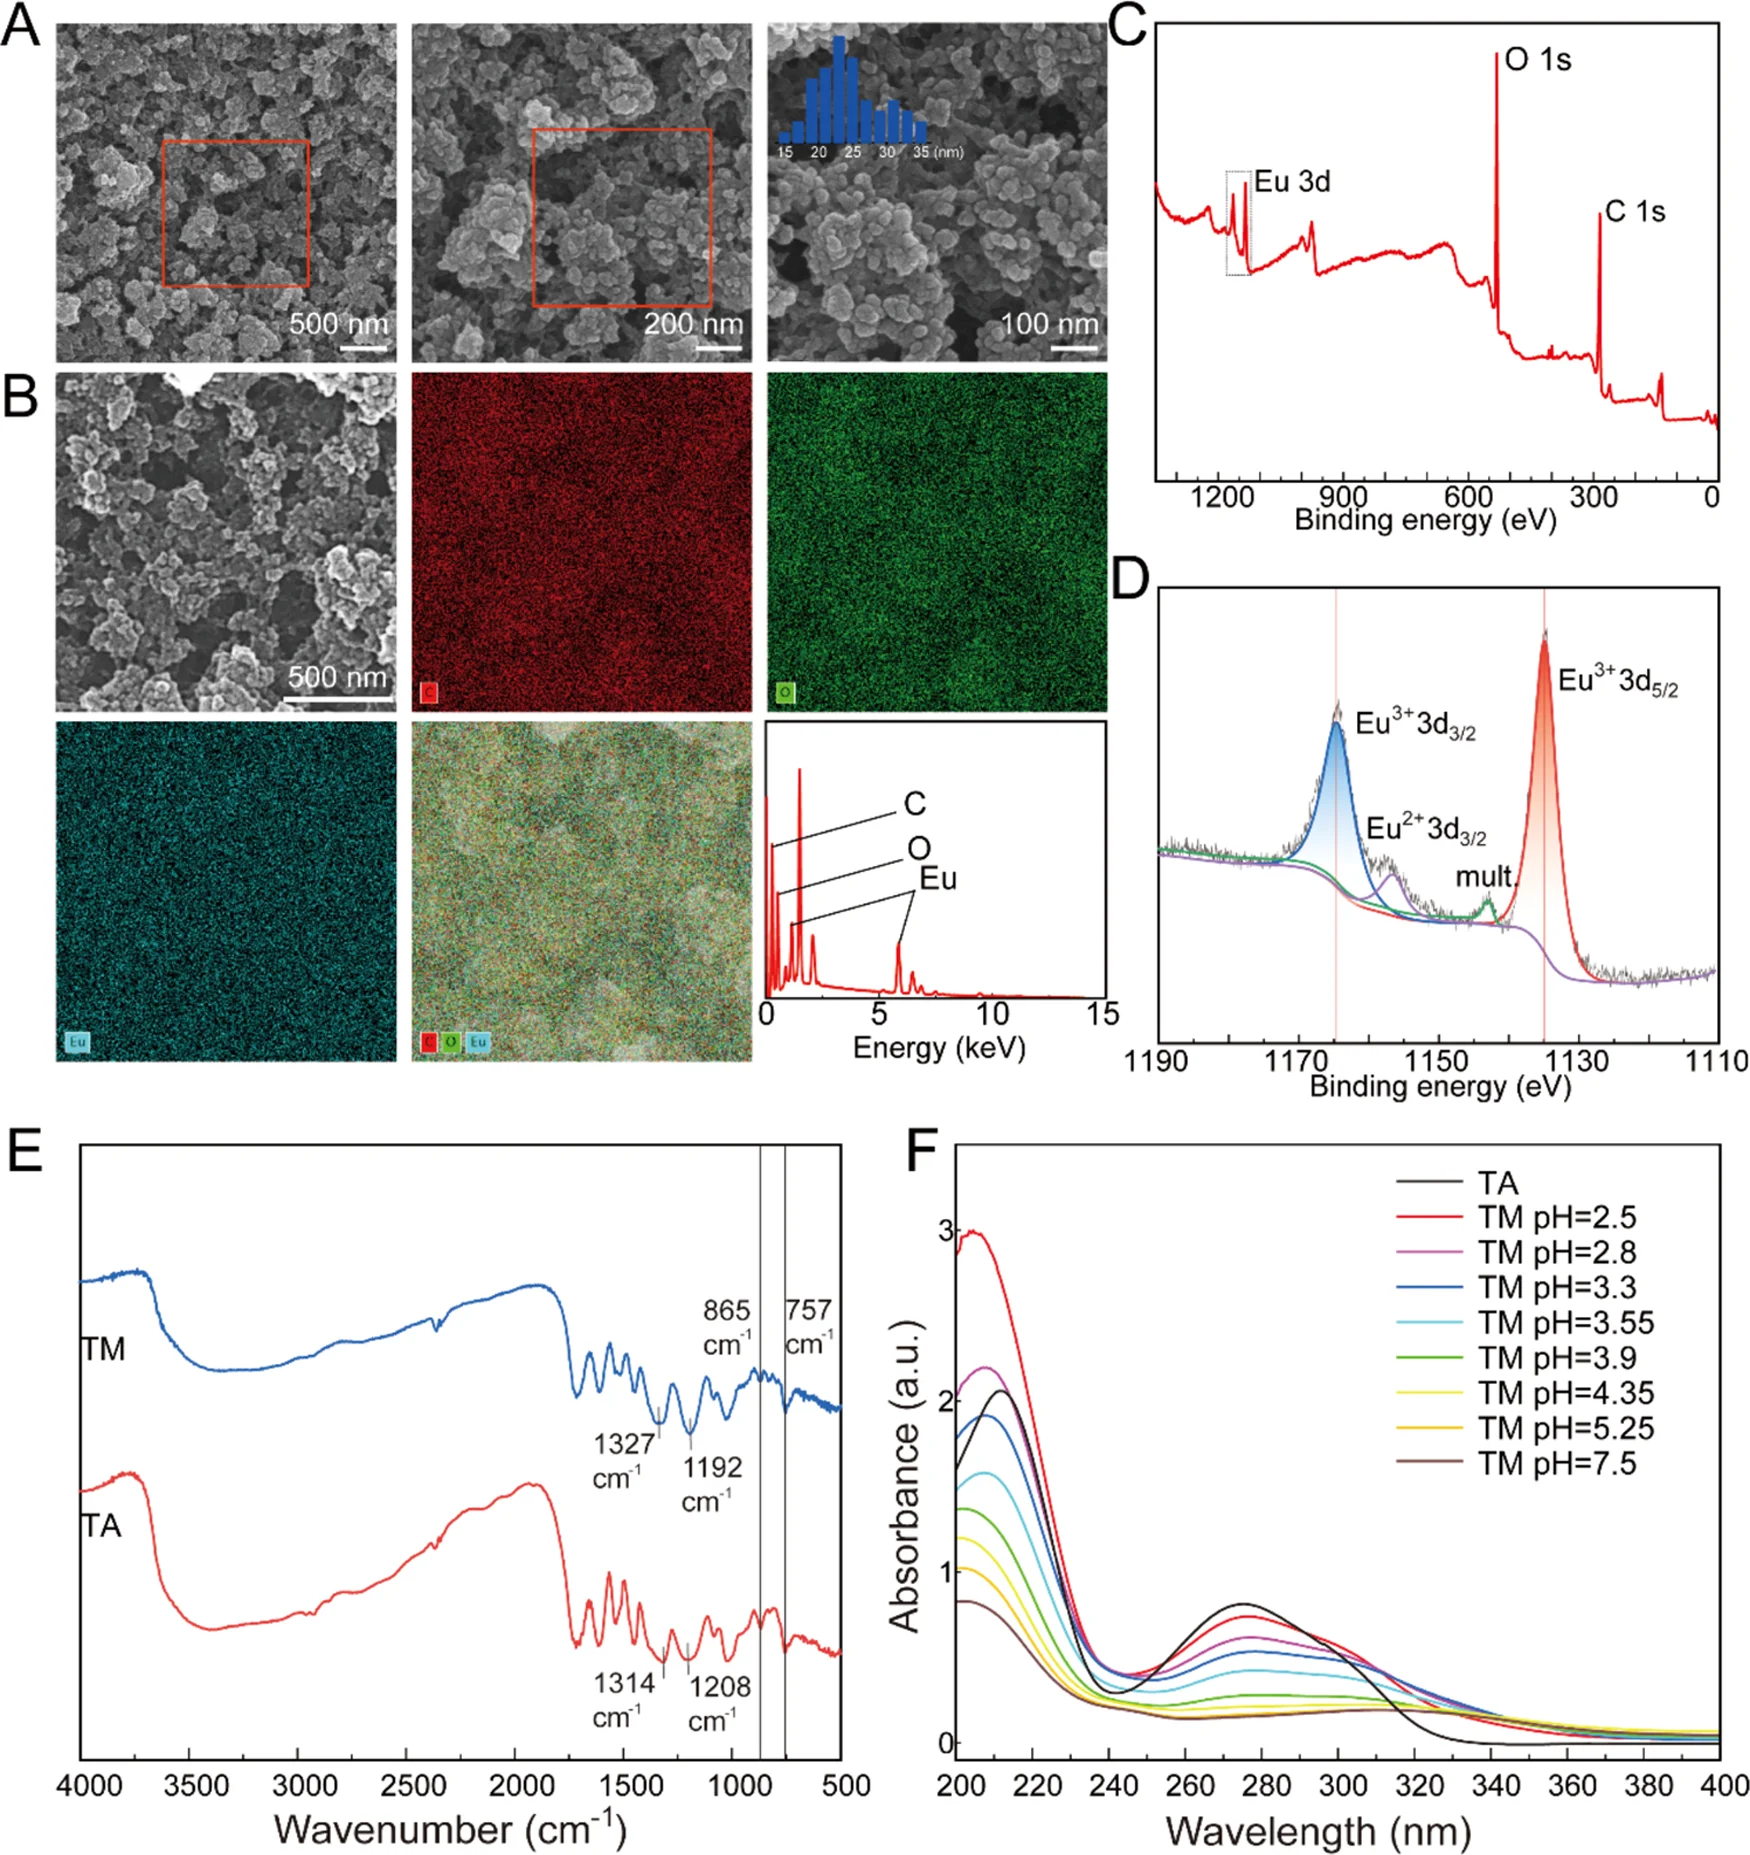 A
500 nm
200 nm
15 20 25 30 35 (nm)
100 nm
B
500 nm
C
O
Eu
C O Eu
C
O
Eu
0 5 10 15
Energy (keV)
C
O 1s
Eu 3d
C 1s
1200 900 600 300 0
Binding energy (eV)
D
Eu³⁺3d₅/₂
Eu³⁺3d₃/₂
Eu²⁺3d₃/₂
mult.
1190 1170 1150 1130 1110
Binding energy (eV)
E
865
cm⁻¹
757
cm⁻¹
TM
1327
cm⁻¹
1192
cm⁻¹
TA
1314
cm⁻¹
1208
cm⁻¹
4000 3500 3000 2500 2000 1500 1000 500
Wavenumber (cm⁻¹)
F
TA
TM pH=2.5
TM pH=2.8
TM pH=3.3
TM pH=3.55
TM pH=3.9
TM pH=4.35
TM pH=5.25
TM pH=7.5
3
2
1
0
Absorbance (a.u.)
200 220 240 260 280 300 320 340 360 380 400
Wavelength (nm)